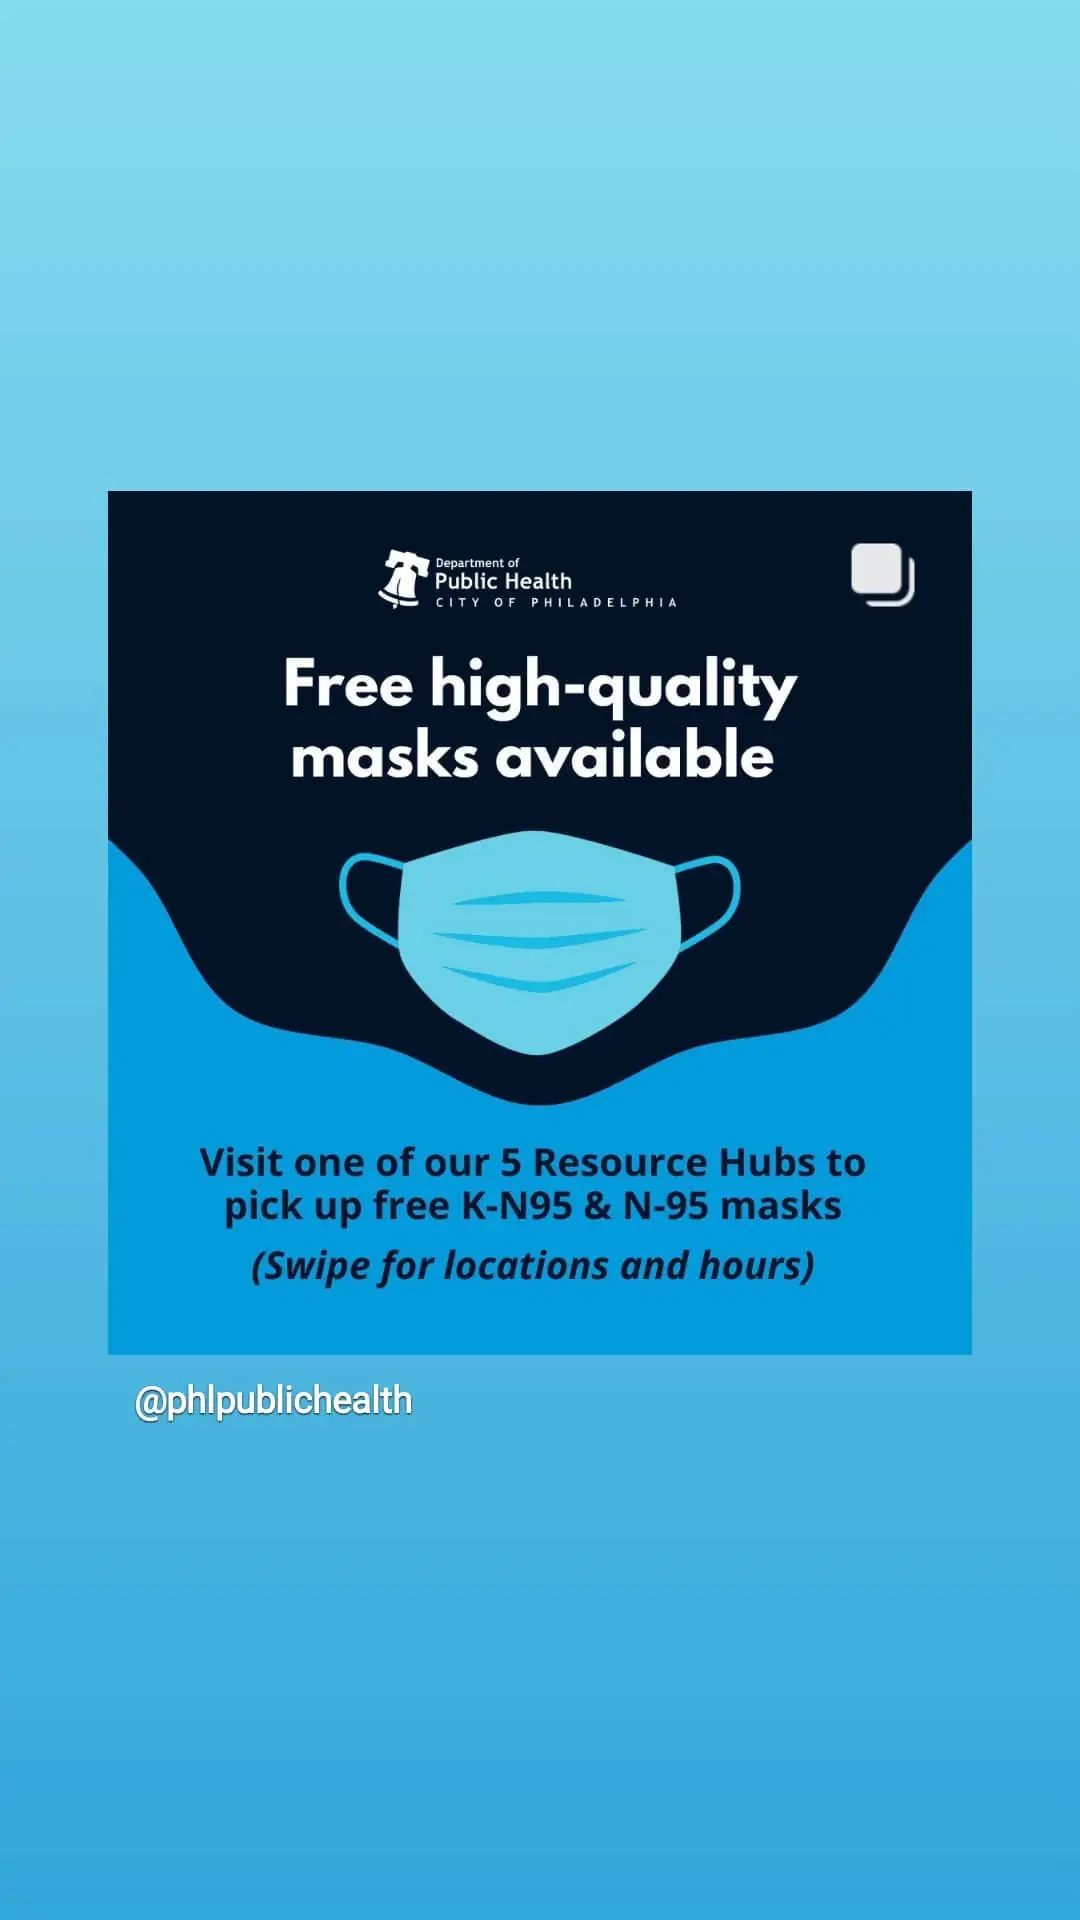 Department of
Public Health
CITY OF PHILADELPHIA
Free high-quality
masks available
Visit one of our 5 Resource Hubs to
pick up free K-N95 & N-95 masks
(Swipe for locations and hours)
@phlpublichealth